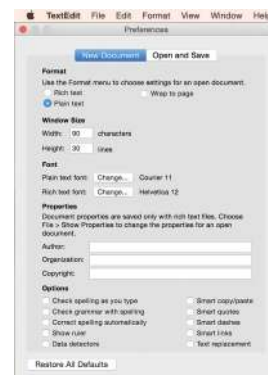 TextEdit File Edit Format View Window Help
Preferences
New Document Open and Save
Format
Use the Format menu to choose settings for an open document.
Rich text Wrap to page
Plain text
Window Size
Width: 90 characters
Height: 30 lines
Font
Plain text font: Change... Courier 11
Rich text font: Change... Helvetica 12
Properties
Document properties are saved only with rich text files. Choose
File > Show Properties to change the properties for an open
document.
Author:
Organization:
Copyright:
Options
Check spelling as you type Smart copy/paste
Check grammar with spelling Smart quotes
Correct spelling automatically Smart dashes
Show ruler Smart links
Data detectors Text replacement
Restore All Defaults